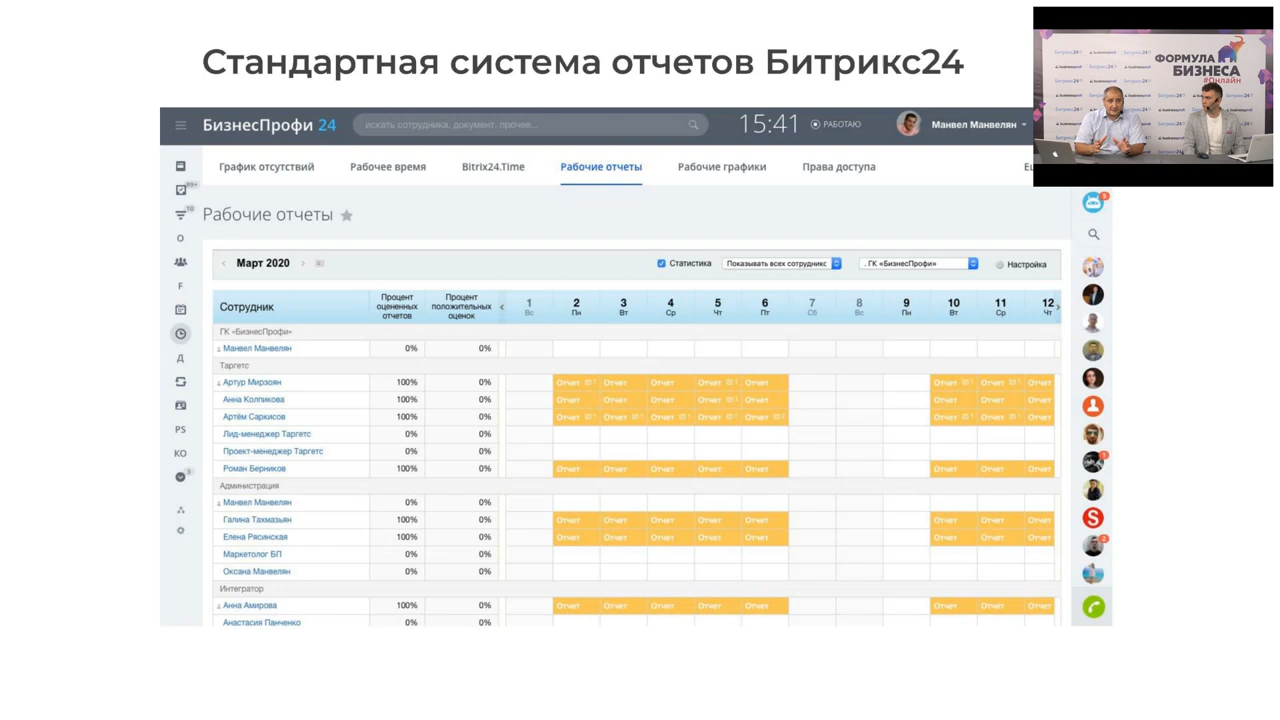 Стандартная система отчетов Битрикс24
ФОРМУЛА
БИЗНЕСА
#Онлайн
БизнесПрофи 24
искать сотрудника, документ, прочее...
15:41
РАБОТАЮ
Манвел Манвелян
График отсутствий
Рабочее время
Bitrix24.Time
Рабочие отчеты
Рабочие графики
Права доступа
Рабочие отчеты
Март 2020
Статистика
Показывать всех сотрудникс
. ГК «БизнесПрофи»
Настройка
Сотрудник
Процент оцененных отчетов
Процент положительных оценок
1 Вс 2 Пн 3 Вт 4 Ср 5 Чт 6 Пт 7 Сб 8 Вс 9 Пн 10 Вт 11 Ср 12 Чт
ГК «БизнесПрофи»
Манвел Манвелян 0% 0%
Таргетс
Артур Мирзоян 100% 0% Отчет Отчет Отчет Отчет Отчет Отчет Отчет Отчет
Анна Колпикова 100% 0% Отчет Отчет Отчет Отчет Отчет Отчет Отчет Отчет
Артём Саркисов 100% 0% Отчет Отчет Отчет Отчет Отчет Отчет Отчет Отчет
Лид-менеджер Таргетс 0% 0%
Проект-менеджер Таргетс 0% 0%
Роман Берников 100% 0% Отчет Отчет Отчет Отчет Отчет Отчет Отчет Отчет
Администрация
Манвел Манвелян 0% 0%
Галина Тахмазьян 100% 0% Отчет Отчет Отчет Отчет Отчет Отчет Отчет Отчет
Елена Рясинская 100% 0% Отчет Отчет Отчет Отчет Отчет Отчет Отчет Отчет
Маркетолог БП 0% 0%
Оксана Манвелян 0% 0%
Интегратор
Анна Амирова 100% 0% Отчет Отчет Отчет Отчет Отчет Отчет Отчет Отчет
Анастасия Панченко 0% 0%